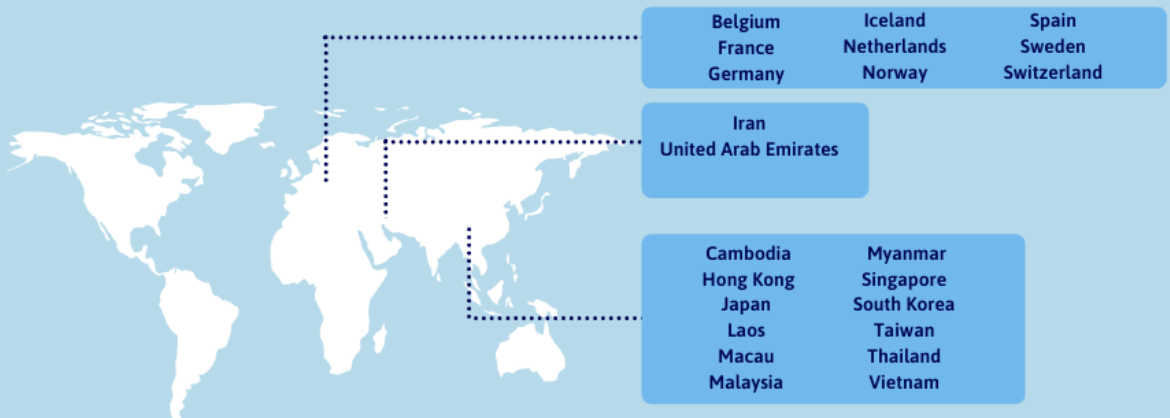 Belgium
France
Germany
Iceland
Netherlands
Norway
Spain
Sweden
Switzerland
Iran
United Arab Emirates
Cambodia
Hong Kong
Japan
Laos
Macau
Malaysia
Myanmar
Singapore
South Korea
Taiwan
Thailand
Vietnam